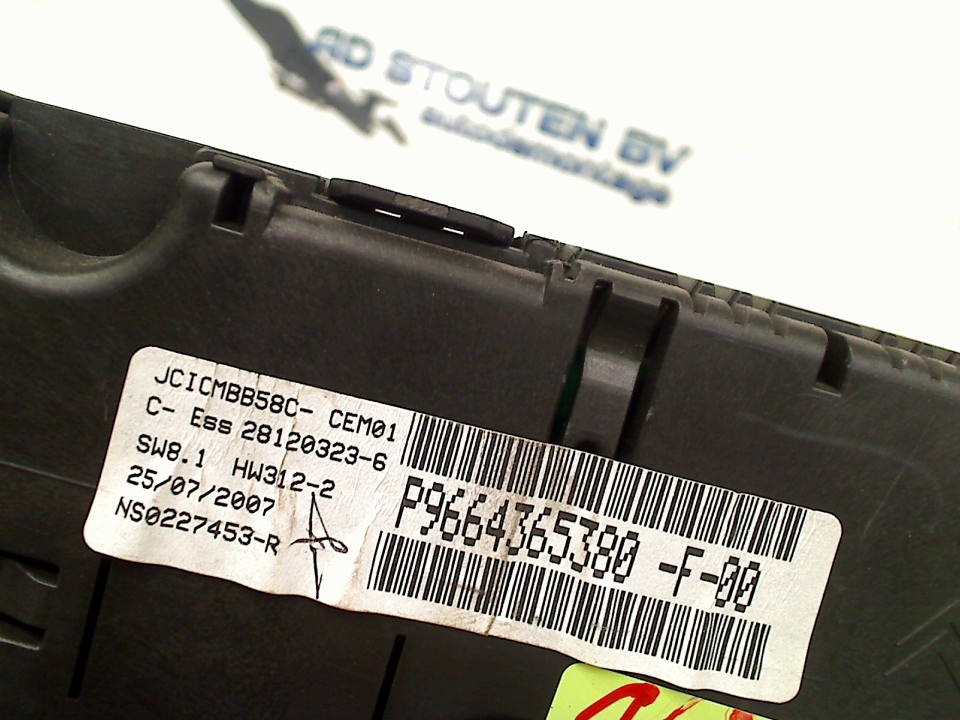 AD STOUTEN BV
autodemontage
JCICMBB58C- CEM01
C- Ess 28120323-6
SW8.1 HW312-2
25/07/2007
NS0227453-R
P9664365380 -F-00